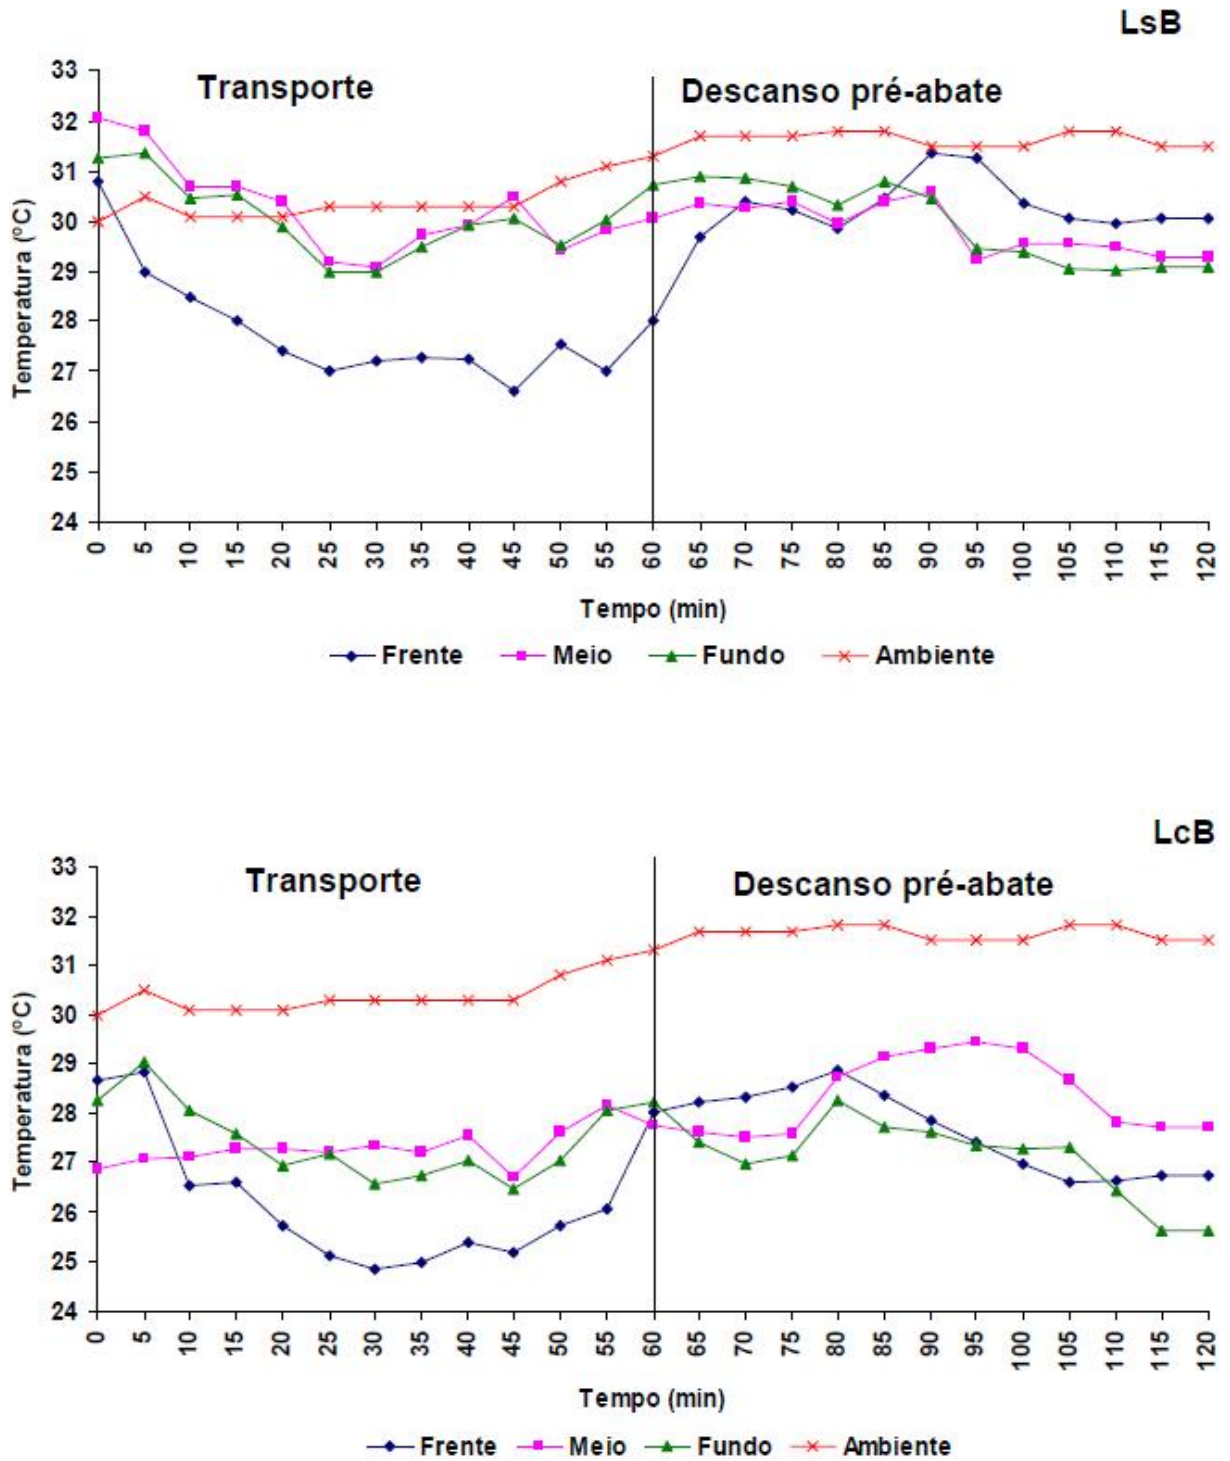 LsB
Transporte
Descanso pré-abate
33
32
31
30
29
28
27
26
25
24
Temperatura (ºC)
0 5 10 15 20 25 30 35 40 45 50 55 60 65 70 75 80 85 90 95 100 105 110 115 120
Tempo (min)
Frente Meio Fundo Ambiente
LcB
Transporte
Descanso pré-abate
33
32
31
30
29
28
27
26
25
24
Temperatura (ºC)
0 5 10 15 20 25 30 35 40 45 50 55 60 65 70 75 80 85 90 95 100 105 110 115 120
Tempo (min)
Frente Meio Fundo Ambiente